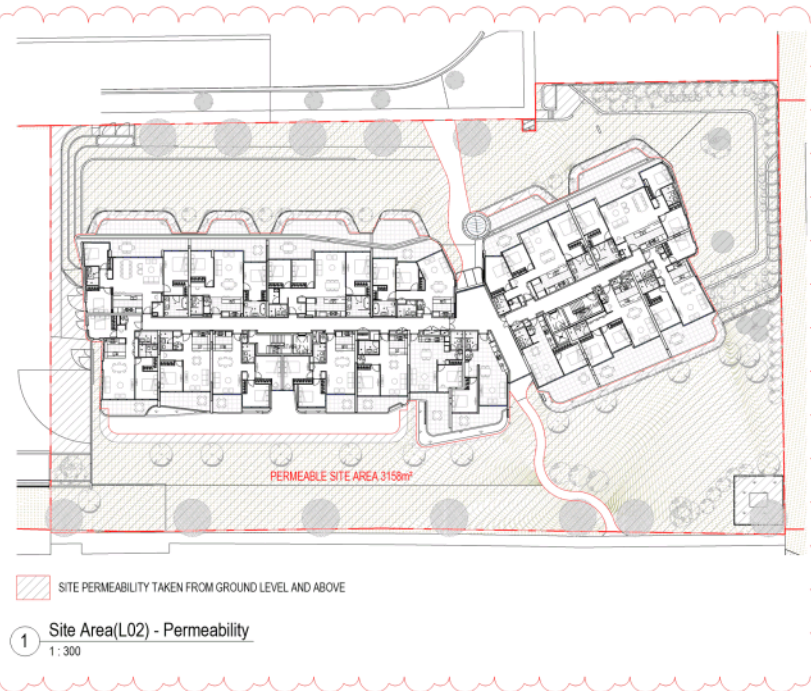 PERMEABLE SITE AREA 3158m²
SITE PERMEABILITY TAKEN FROM GROUND LEVEL AND ABOVE
1
Site Area(L02) - Permeability
1 : 300